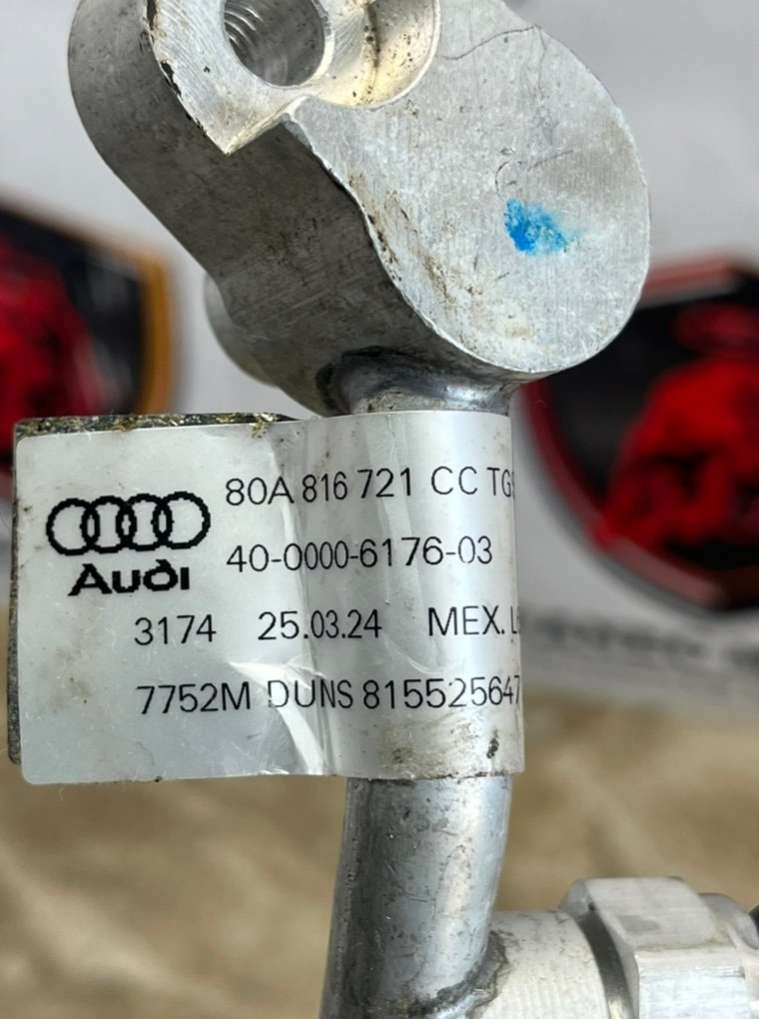 80A 816 721 CC
Audi
40-0000-6176-03
3174 25.03.24 MEX.
7752M DUNS 815525647